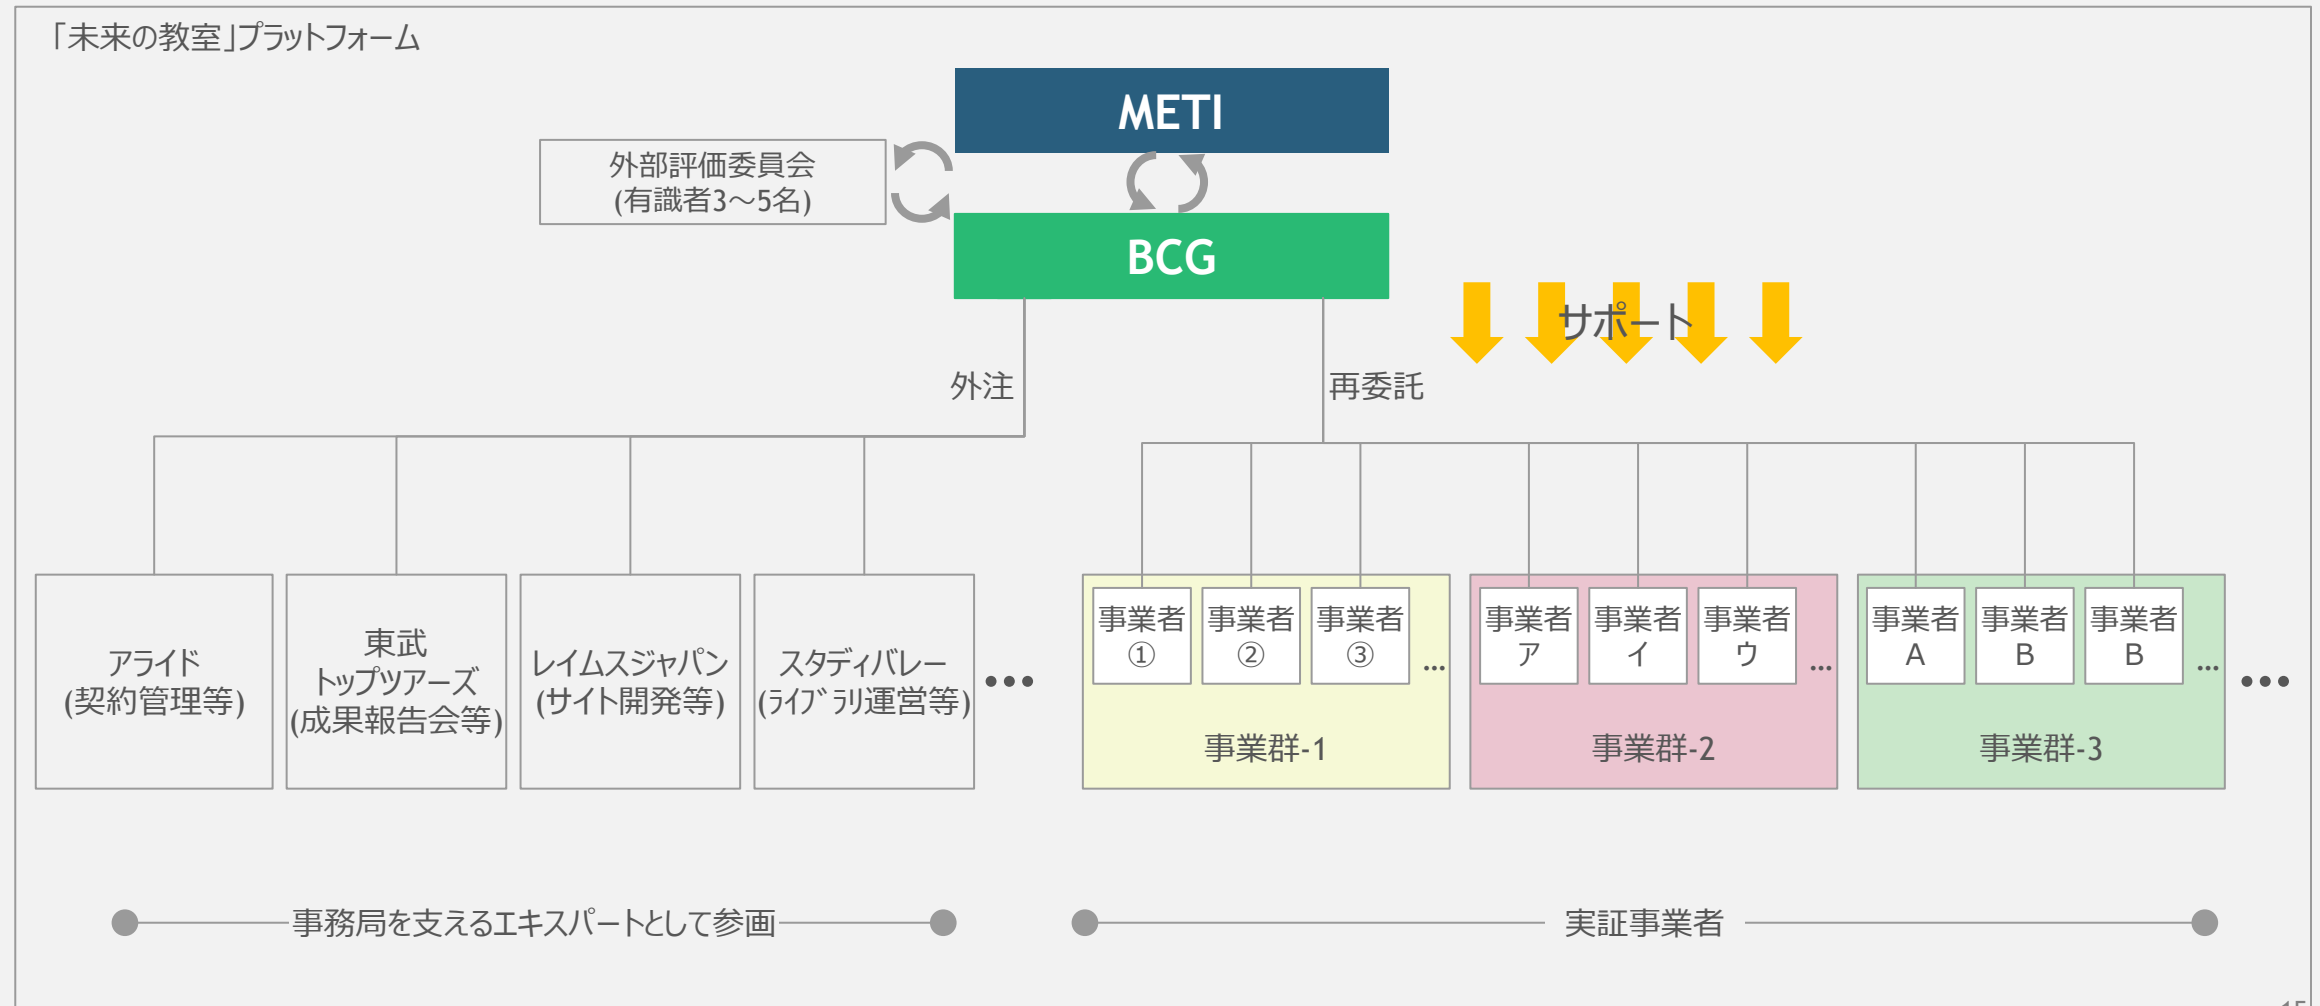 「未来の教室」プラットフォーム
METI
外部評価委員会
(有識者3～5名)
BCG
サポート
外注
再委託
アライド
(契約管理等)
東武
トップツアーズ
(成果報告会等)
レイムスジャパン
(サイト開発等)
スタディバレー
(ﾗｲﾌﾞﾗﾘ運営等)
•••
事業者
①
事業者
②
事業者
③
...
事業群-1
事業者
ア
事業者
イ
事業者
ウ
...
事業群-2
事業者
A
事業者
B
事業者
B
...
事業群-3
•••
事務局を支えるエキスパートとして参画
実証事業者